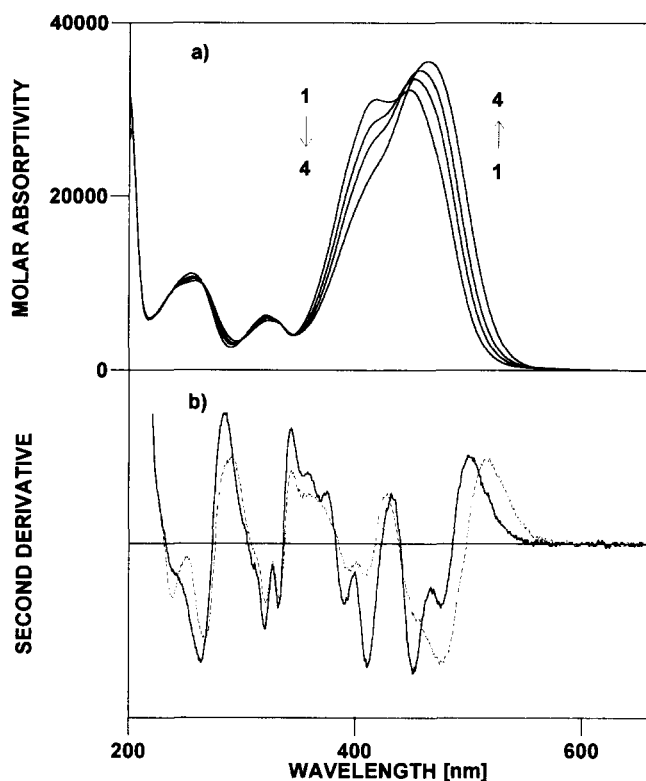 40000
a)
1
4
4
1
20000
0
MOLAR ABSORPTIVITY
b)
SECOND DERIVATIVE
200
400
600
WAVELENGTH [nm]